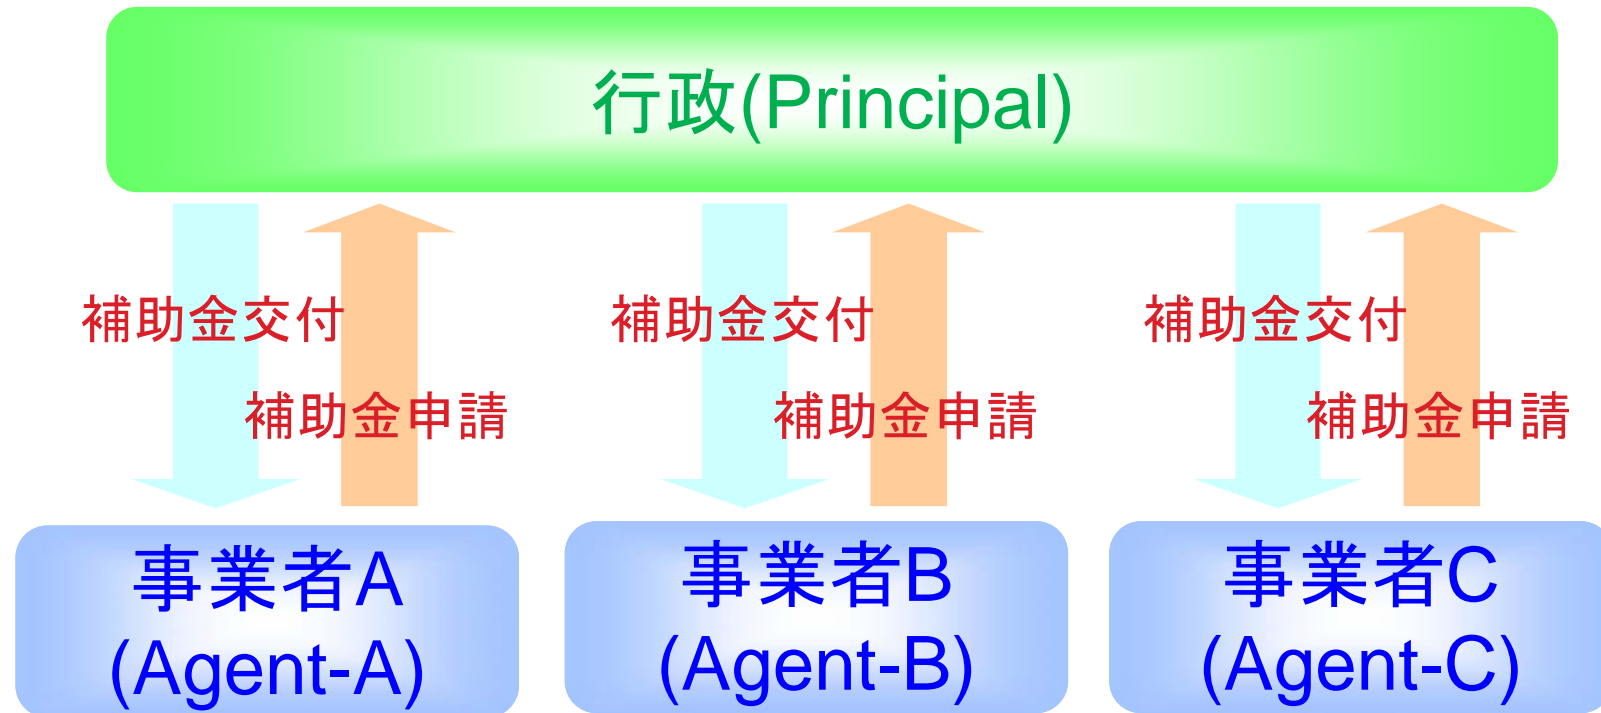 行政(Principal)
補助金交付
補助金交付
補助金交付
補助金申請
補助金申請
補助金申請
事業者A
(Agent-A)
事業者B
(Agent-B)
事業者C
(Agent-C)